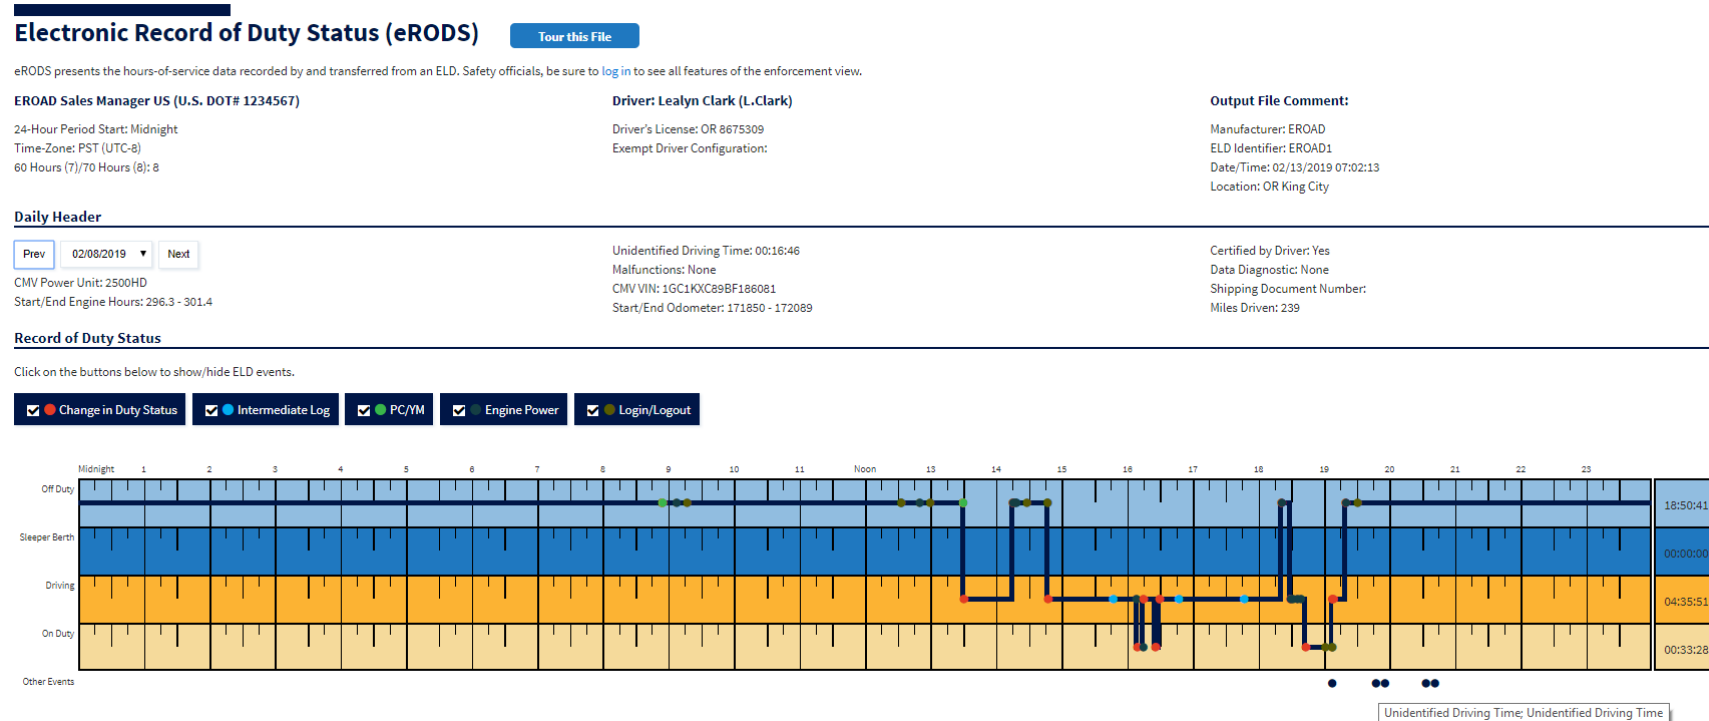 Electronic Record of Duty Status (eRODS)
Tour this File
eRODS presents the hours-of-service data recorded by and transferred from an ELD. Safety officials, be sure to log in to see all features of the enforcement view.
EROAD Sales Manager US (U.S. DOT# 1234567)
24-Hour Period Start: Midnight
Time-Zone: PST (UTC-8)
60 Hours (7)/70 Hours (8): 8
Driver: Lealyn Clark (L.Clark)
Driver's License: OR 8675309
Exempt Driver Configuration:
Output File Comment:
Manufacturer: EROAD
ELD Identifier: EROAD1
Date/Time: 02/13/2019 07:02:13
Location: OR King City
Daily Header
Prev 02/08/2019 Next
CMV Power Unit: 2500HD
Start/End Engine Hours: 296.3 - 301.4
Unidentified Driving Time: 00:16:46
Malfunctions: None
CMV VIN: 1GC1KXC89BF186081
Start/End Odometer: 171850 - 172089
Certified by Driver: Yes
Data Diagnostic: None
Shipping Document Number:
Miles Driven: 239
Record of Duty Status
Click on the buttons below to show/hide ELD events.
Change in Duty Status Intermediate Log PC/YM Engine Power Login/Logout
Midnight 1 2 3 4 5 6 7 8 9 10 11 Noon 13 14 15 16 17 18 19 20 21 22 23
Off Duty 18:50:41
Sleeper Berth 00:00:00
Driving 04:35:51
On Duty 00:33:28
Other Events
Unidentified Driving Time; Unidentified Driving Time